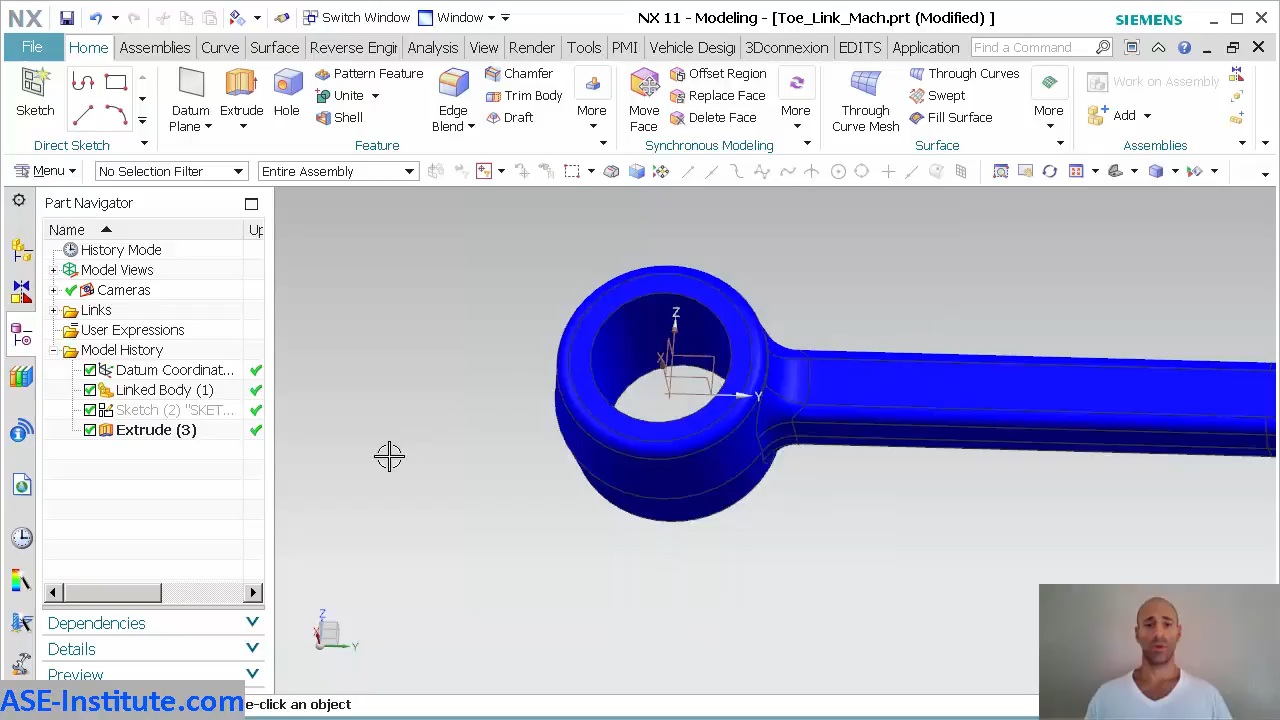 NX Switch Window Window NX 11 - Modeling - [Toe_Link_Mach.prt (Modified) ] SIEMENS
File Home Assemblies Curve Surface Reverse Engi Analysis View Render Tools PMI Vehicle Desig 3Dconnexion EDITS Application Find a Command
Sketch
Direct Sketch
Datum Plane
Extrude
Hole
Pattern Feature
Unite
Shell
Edge Blend
Chamfer
Trim Body
Draft
More
Feature
Move Face
Offset Region
Replace Face
Delete Face
More
Synchronous Modeling
Through Curve Mesh
Through Curves
Swept
Fill Surface
More
Surface
Work on Assembly
Add
Assemblies
Menu No Selection Filter Entire Assembly
Part Navigator
Name Up
History Mode
Model Views
Cameras
Links
User Expressions
Model History
Datum Coordinat...
Linked Body (1)
Sketch (2) "SKET...
Extrude (3)
Dependencies
Details
Preview
Z
X
Y
Z
X
Y
ASE-Institute.com
e-click an object